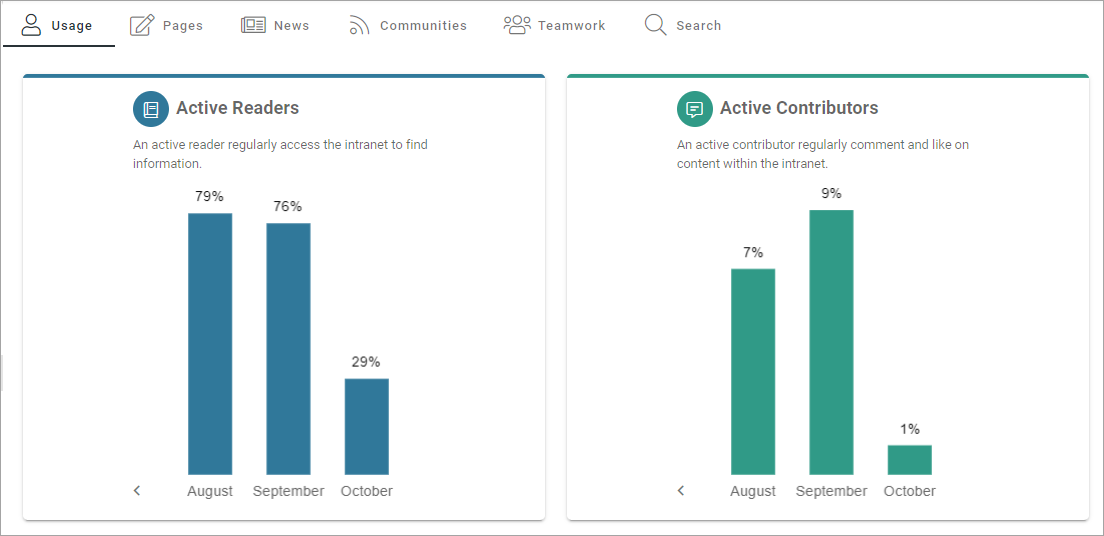 Usage Pages News Communities Teamwork Search
Active Readers
An active reader regularly access the intranet to find
information.
79%
76%
29%
August September October
Active Contributors
An active contributor regularly comment and like on
content within the intranet.
9%
7%
1%
August September October